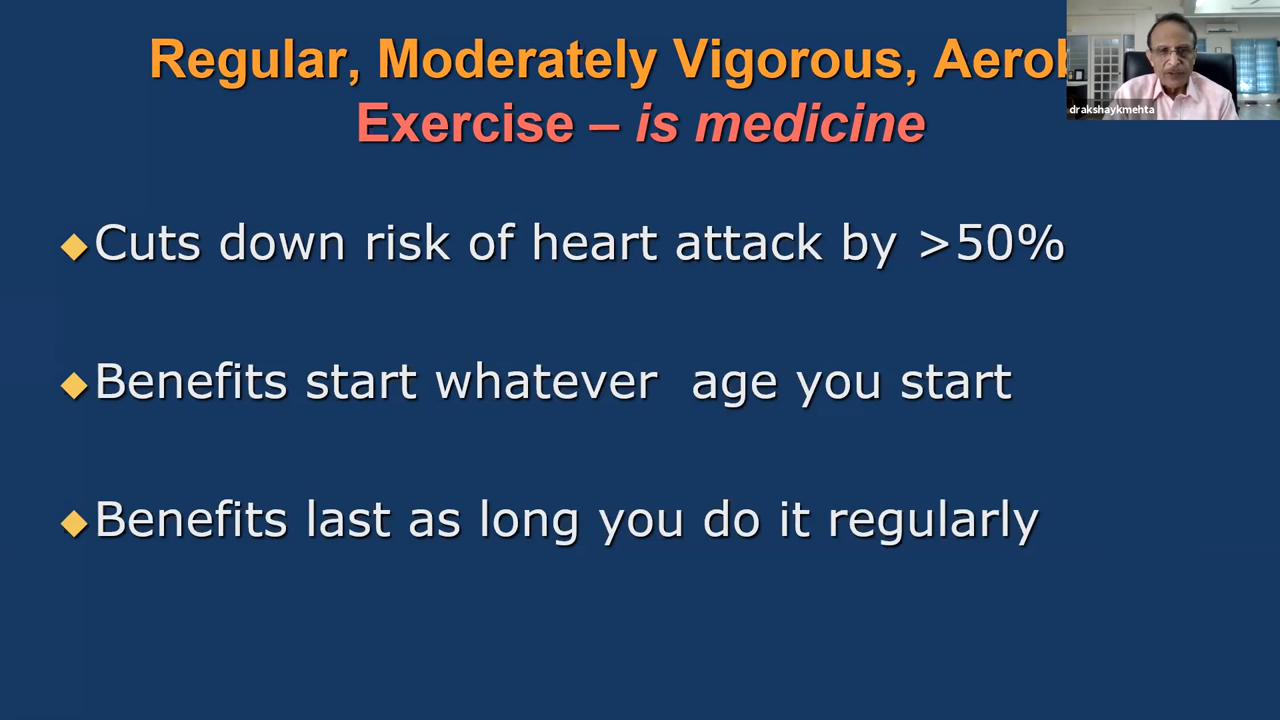 Regular, Moderately Vigorous,
Exercise – is medicine
drakshaykmehta
◆Cuts down risk of heart attack by >50%
◆Benefits start whatever age you start
◆Benefits last as long you do it regularly